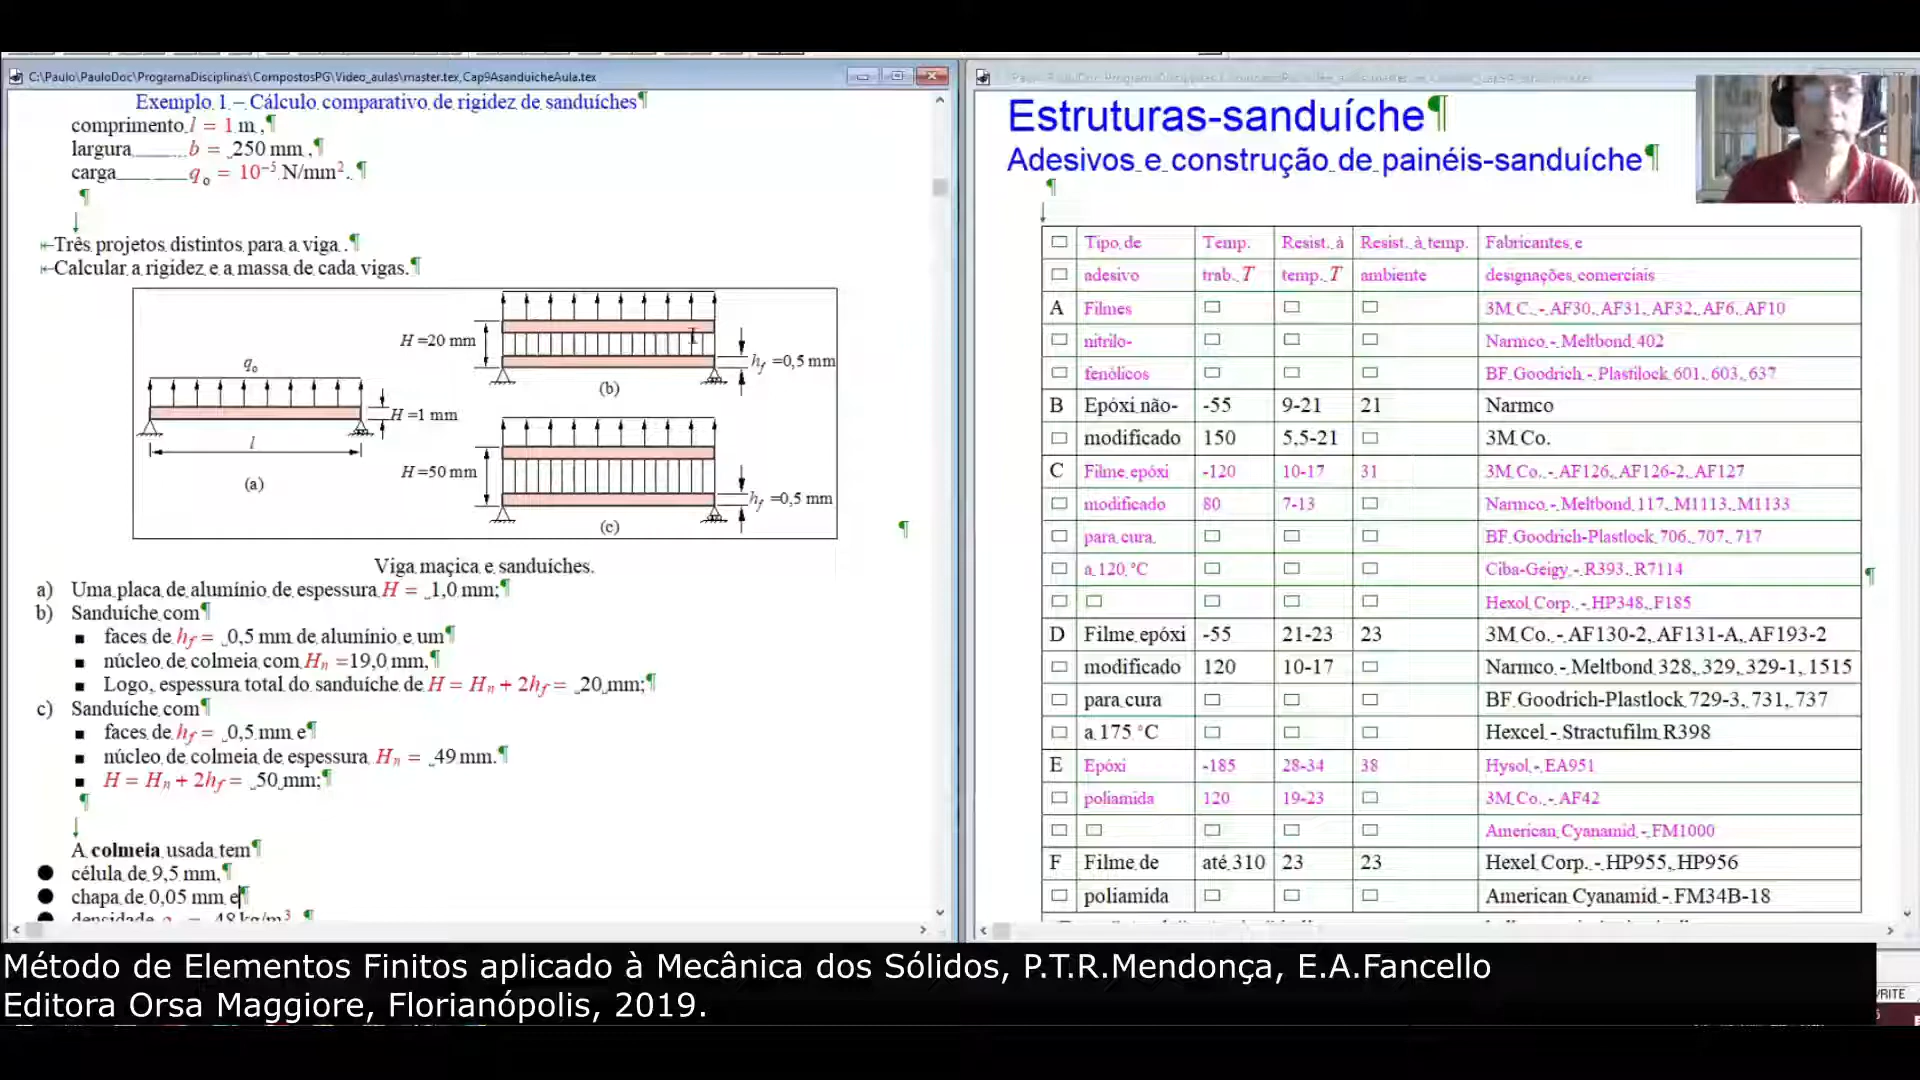 C:\Paulo\PauloDoc\ProgramaDisciplinas\CompostosPG\Video_aulas\master.tex,Cap9AsanduicheAula.tex
Exemplo 1 – Cálculo comparativo de rigidez de sanduíches
comprimento l = 1 m,
largura b = 250 mm,
carga q₀ = 10⁻⁵ N/mm².
Três projetos distintos para a viga.
Calcular a rigidez e a massa de cada vigas.
q₀
H =1 mm
l
(a)
H =20 mm
h_f =0,5 mm
(b)
H =50 mm
h_f =0,5 mm
(c)
Viga maçica e sanduíches.
a) Uma placa de alumínio de espessura H = 1,0 mm;
b) Sanduíche com
faces de h_f = 0,5 mm de alumínio e um
núcleo de colmeia com H_n =19,0 mm,
Logo, espessura total do sanduíche de H = H_n + 2h_f = 20 mm;
c) Sanduíche com
faces de h_f = 0,5 mm e
núcleo de colmeia de espessura H_n = 49 mm.
H = H_n + 2h_f = 50 mm;
A colmeia usada tem
célula de 9,5 mm,
chapa de 0,05 mm e
Estruturas-sanduíche
Adesivos e construção de painéis-sanduíche
Tipo de Temp. Resist. à Resist. à temp. Fabricantes e
adesivo trab. T temp. T ambiente designações comerciais
A Filmes 3M C. - AF30, AF31, AF32, AF6, AF10
nitrilo- Narmco - Meltbond 402
fenólicos BF Goodrich - Plastilock 601, 603, 637
B Epóxi não- -55 9-21 21 Narmco
modificado 150 5,5-21 3M Co.
C Filme epóxi -120 10-17 31 3M Co. - AF126, AF126-2, AF127
modificado 80 7-13 Narmco - Meltbond 117, M1113, M1133
para cura BF Goodrich-Plastlock 706, 707, 717
a 120 °C Ciba-Geigy - R393, R7114
Hexol Corp. - HP348, F185
D Filme epóxi -55 21-23 23 3M Co. - AF130-2, AF131-A, AF193-2
modificado 120 10-17 Narmco - Meltbond 328, 329, 329-1, 1515
para cura BF Goodrich-Plastlock 729-3, 731, 737
a 175 °C Hexcel - Stractufilm R398
E Epóxi -185 28-34 38 Hysol - EA951
poliamida 120 19-23 3M Co. - AF42
American Cyanamid - FM1000
F Filme de até 310 23 23 Hexel Corp. - HP955, HP956
poliamida American Cyanamid - FM34B-18
Método de Elementos Finitos aplicado à Mecânica dos Sólidos, P.T.R.Mendonça, E.A.Fancello
Editora Orsa Maggiore, Florianópolis, 2019.